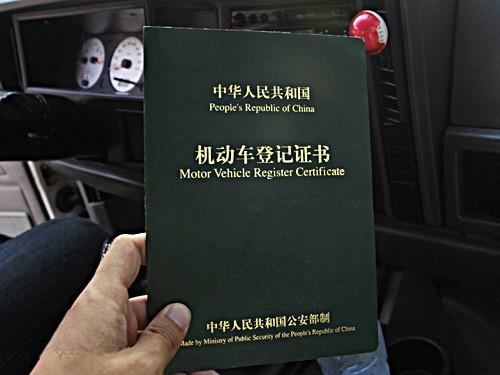 中华人民共和国
People's Republic of China
机动车登记证书
Motor Vehicle Register Certificate
中华人民共和国公安部制
Made by Ministry of Public Security of the People's Republic of China